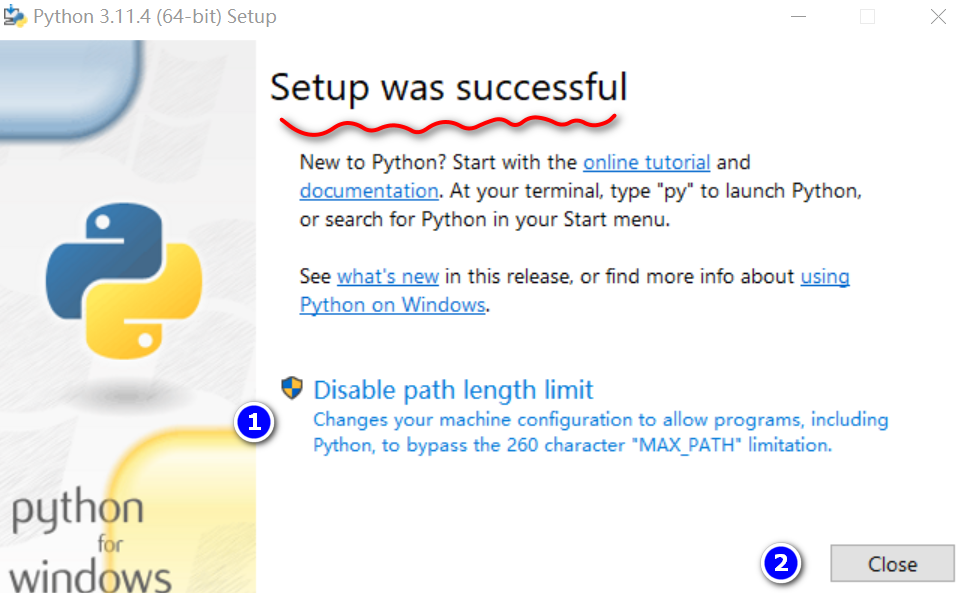 Python 3.11.4 (64-bit) Setup
Setup was successful
New to Python? Start with the online tutorial and
documentation. At your terminal, type "py" to launch Python,
or search for Python in your Start menu.
See what's new in this release, or find more info about using
Python on Windows.
Disable path length limit
1
Changes your machine configuration to allow programs, including
Python, to bypass the 260 character "MAX_PATH" limitation.
python
for
windows
2
Close